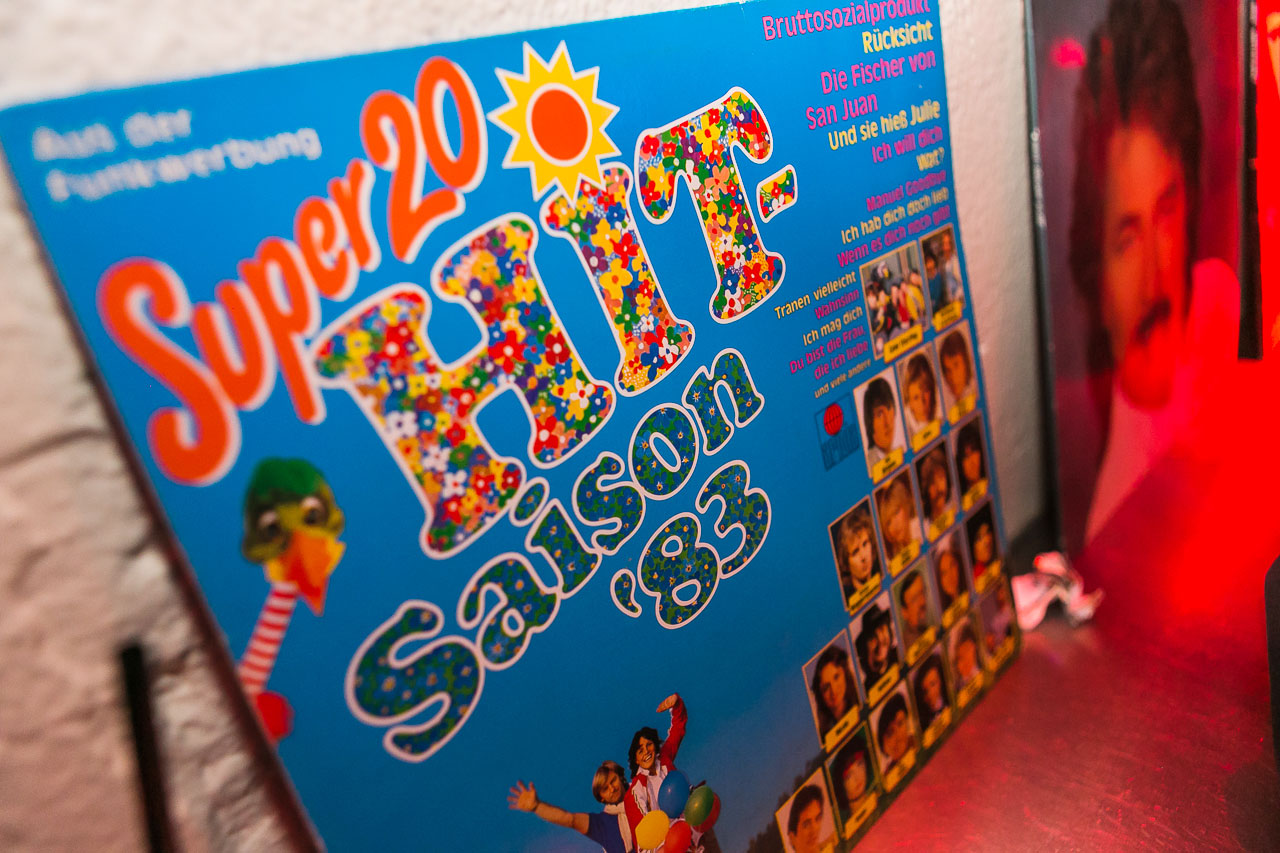 Aus der
Funkwerbung
Super 20
HIT-
Saison
'83
Bruttosozialprodukt
Rücksicht
Die Fischer von
San Juan
Und sie hieß Julie
Ich will dich
Wat?
Manuel Goodbye
Ich hab dich doch lieb
Wenn es dich noch gibt
Tränen vielleicht
Wahnsinn
Ich mag dich
Du bist die Frau,
die ich liebe
und viele andere